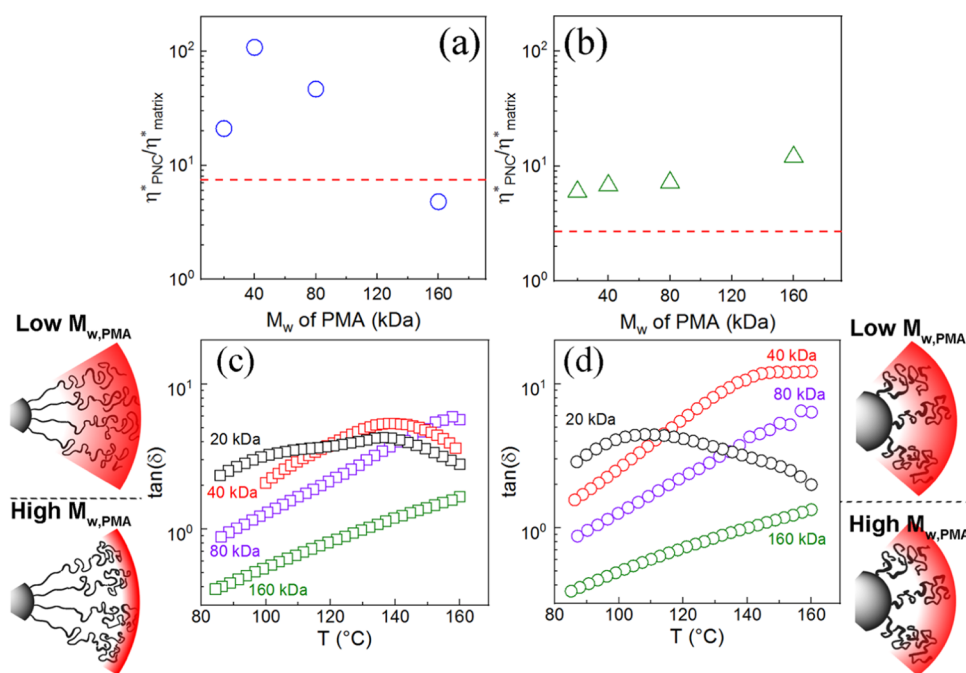 (a)
10²
10¹
10⁰
η*PNC/η*matrix
40 80 120 160
Mw of PMA (kDa)
(b)
10²
10¹
10⁰
η*PNC/η*matrix
40 80 120 160
Mw of PMA (kDa)
Low Mw,PMA
High Mw,PMA
(c)
10¹
10⁰
tan(δ)
20 kDa
40 kDa
80 kDa
160 kDa
80 100 120 140 160
T (°C)
(d)
10¹
10⁰
tan(δ)
40 kDa
80 kDa
20 kDa
160 kDa
80 100 120 140 160
T (°C)
Low Mw,PMA
High Mw,PMA